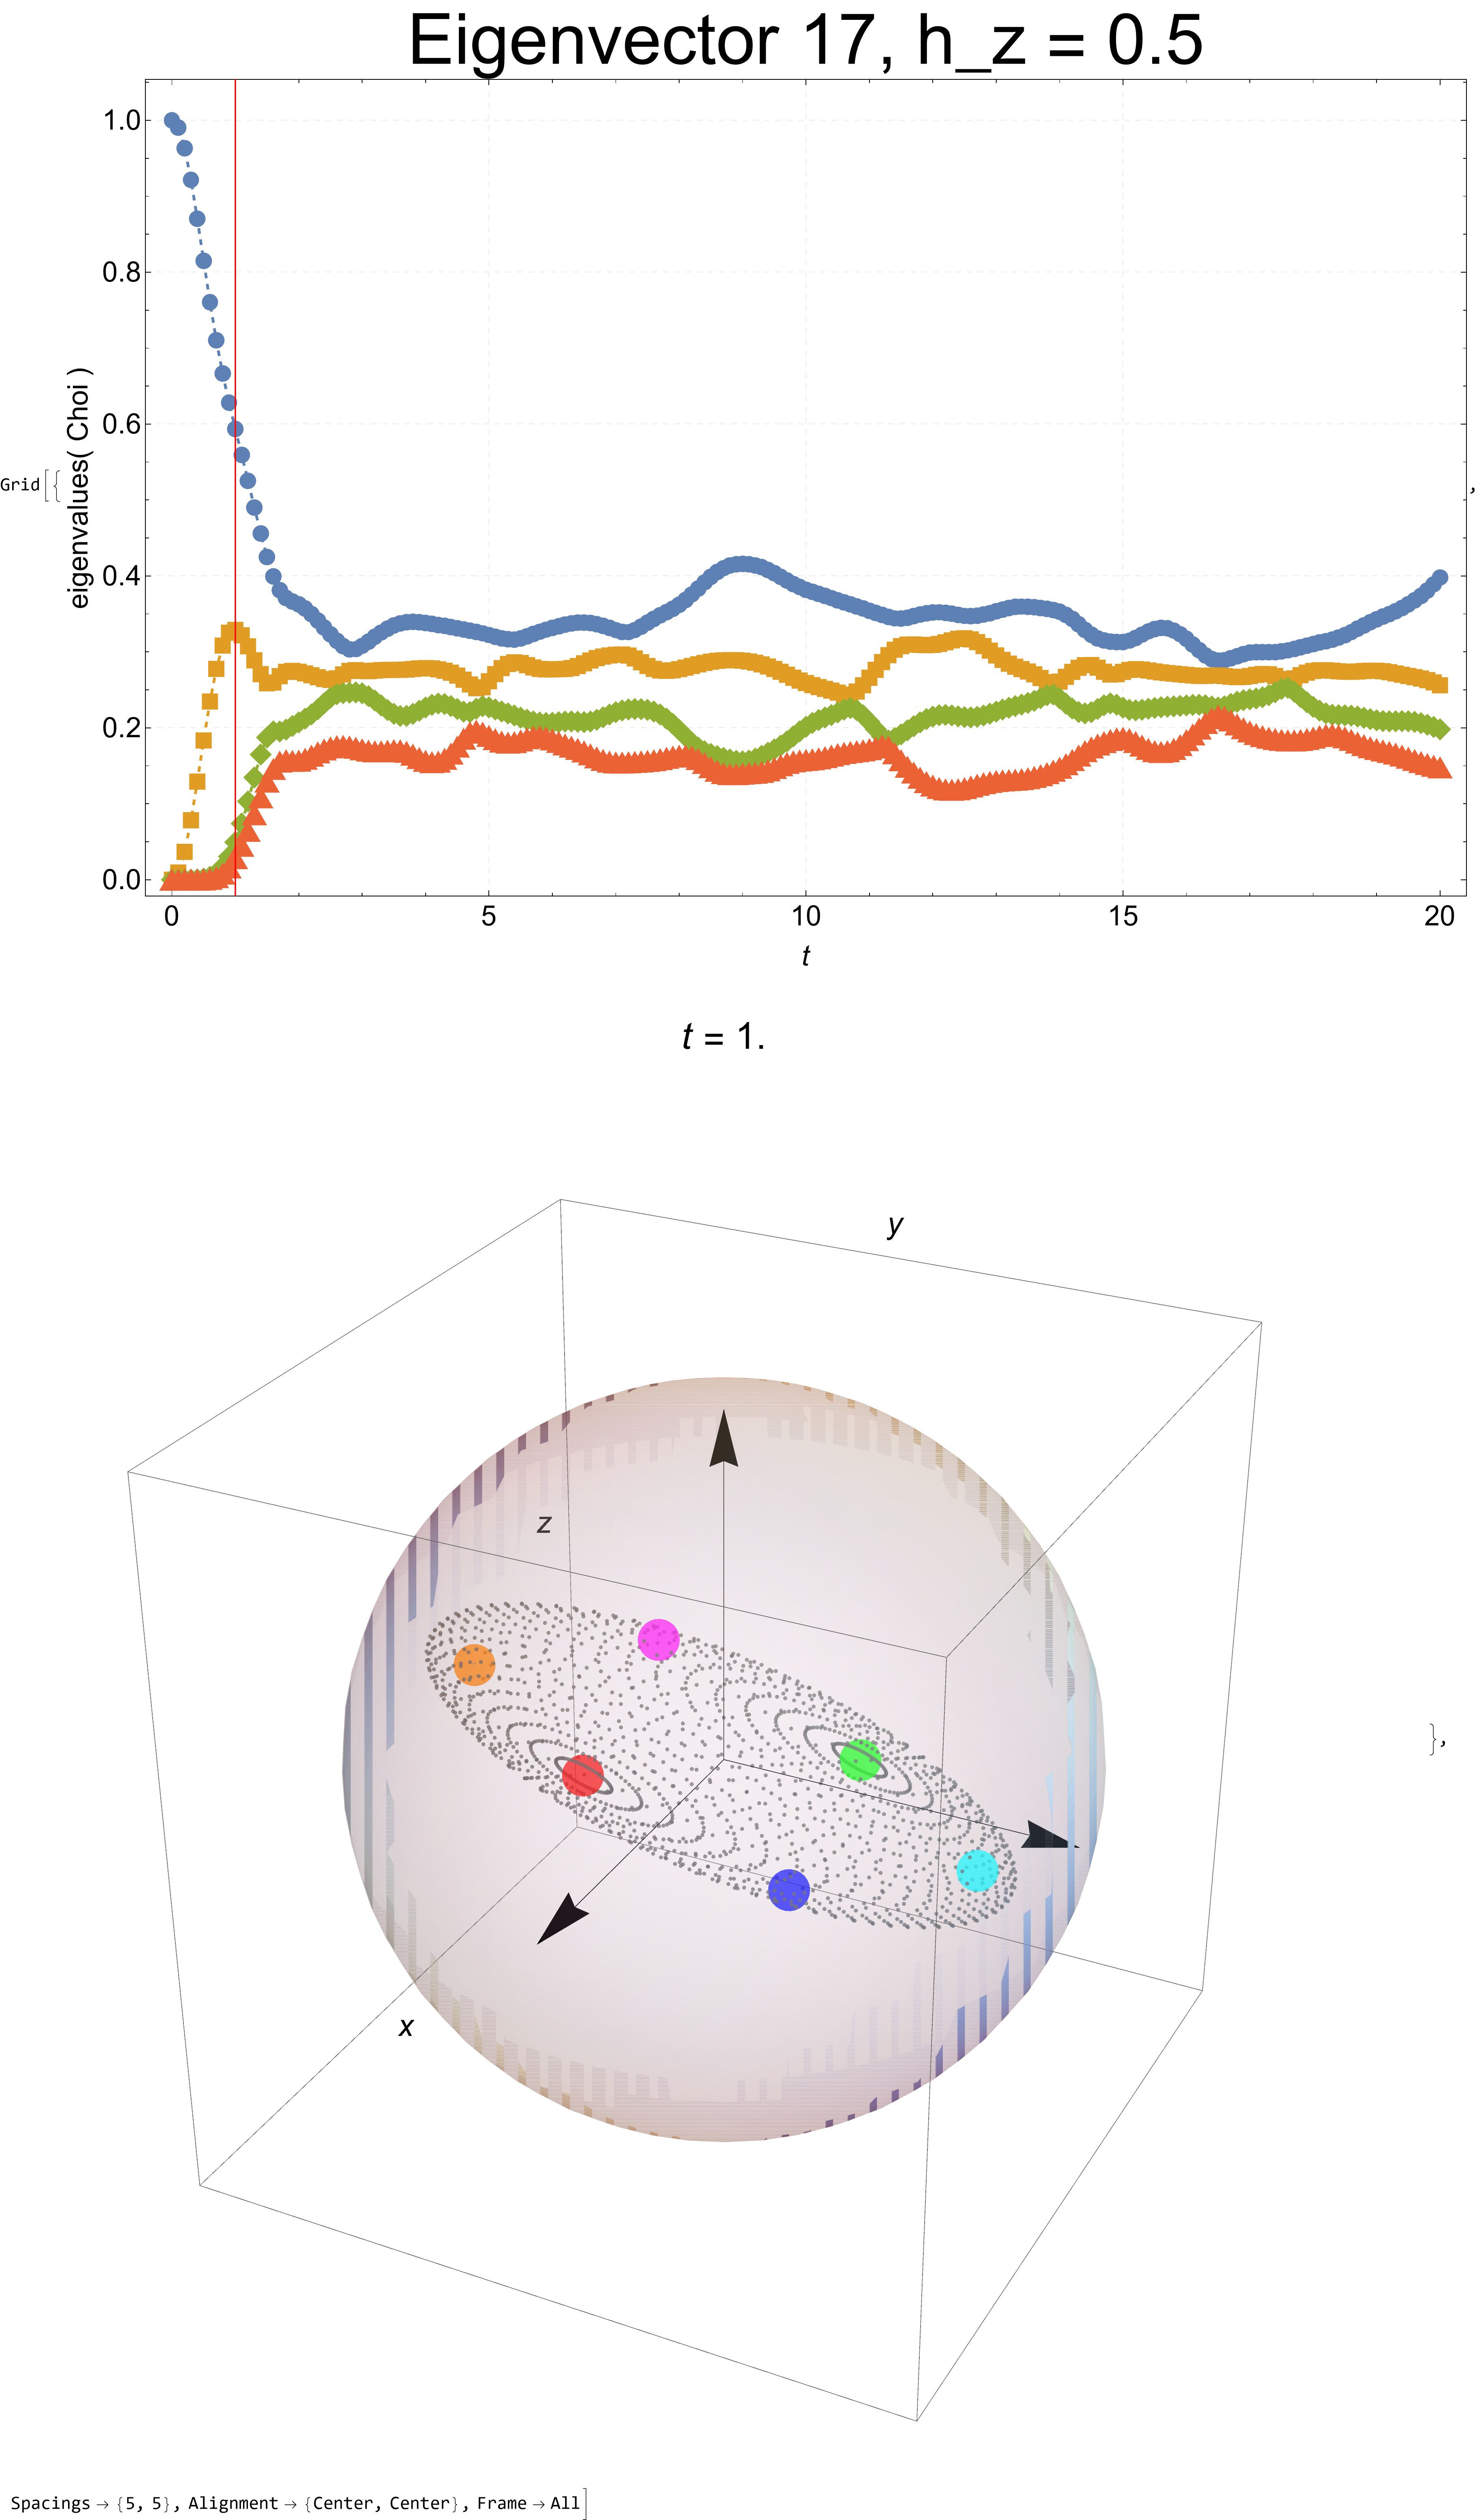 Eigenvector 17, h_z = 0.5
1.0
0.8
0.6
0.4
0.2
0.0
eigenvalues( Choi )
Grid[{
,
0 5 10 15 20
t
t = 1.
y
z
x
},
Spacings → {5, 5}, Alignment → {Center, Center}, Frame → All]